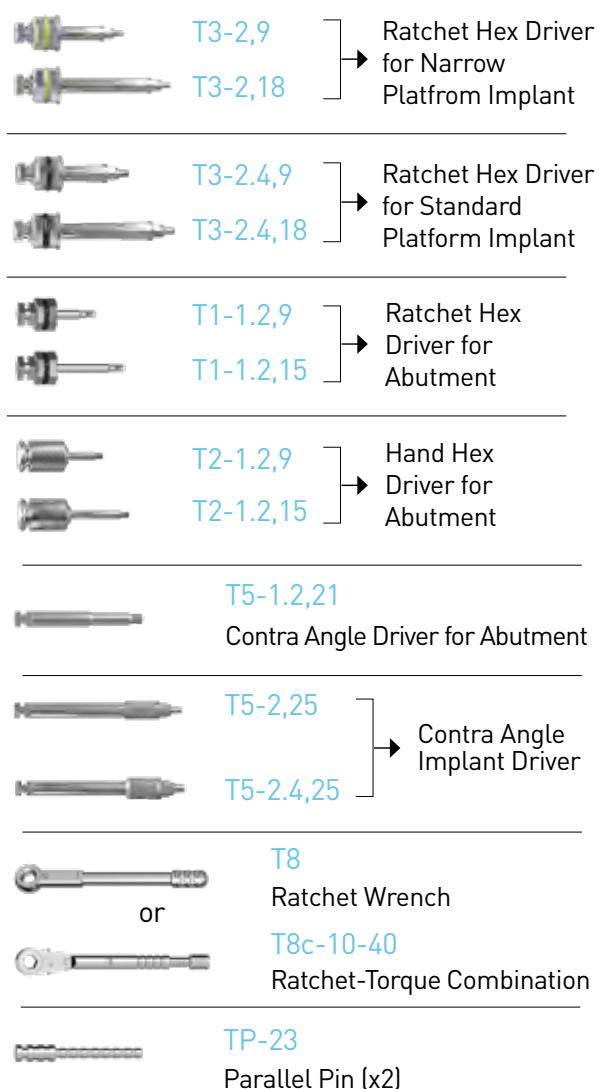 T3-2,9
T3-2,18
Ratchet Hex Driver
for Narrow
Platfrom Implant
T3-2.4,9
T3-2.4,18
Ratchet Hex Driver
for Standard
Platform Implant
T1-1.2,9
T1-1.2,15
Ratchet Hex
Driver for
Abutment
T2-1.2,9
T2-1.2,15
Hand Hex
Driver for
Abutment
T5-1.2,21
Contra Angle Driver for Abutment
T5-2,25
T5-2.4,25
Contra Angle
Implant Driver
T8
Ratchet Wrench
or
T8c-10-40
Ratchet-Torque Combination
TP-23
Parallel Pin (x2)